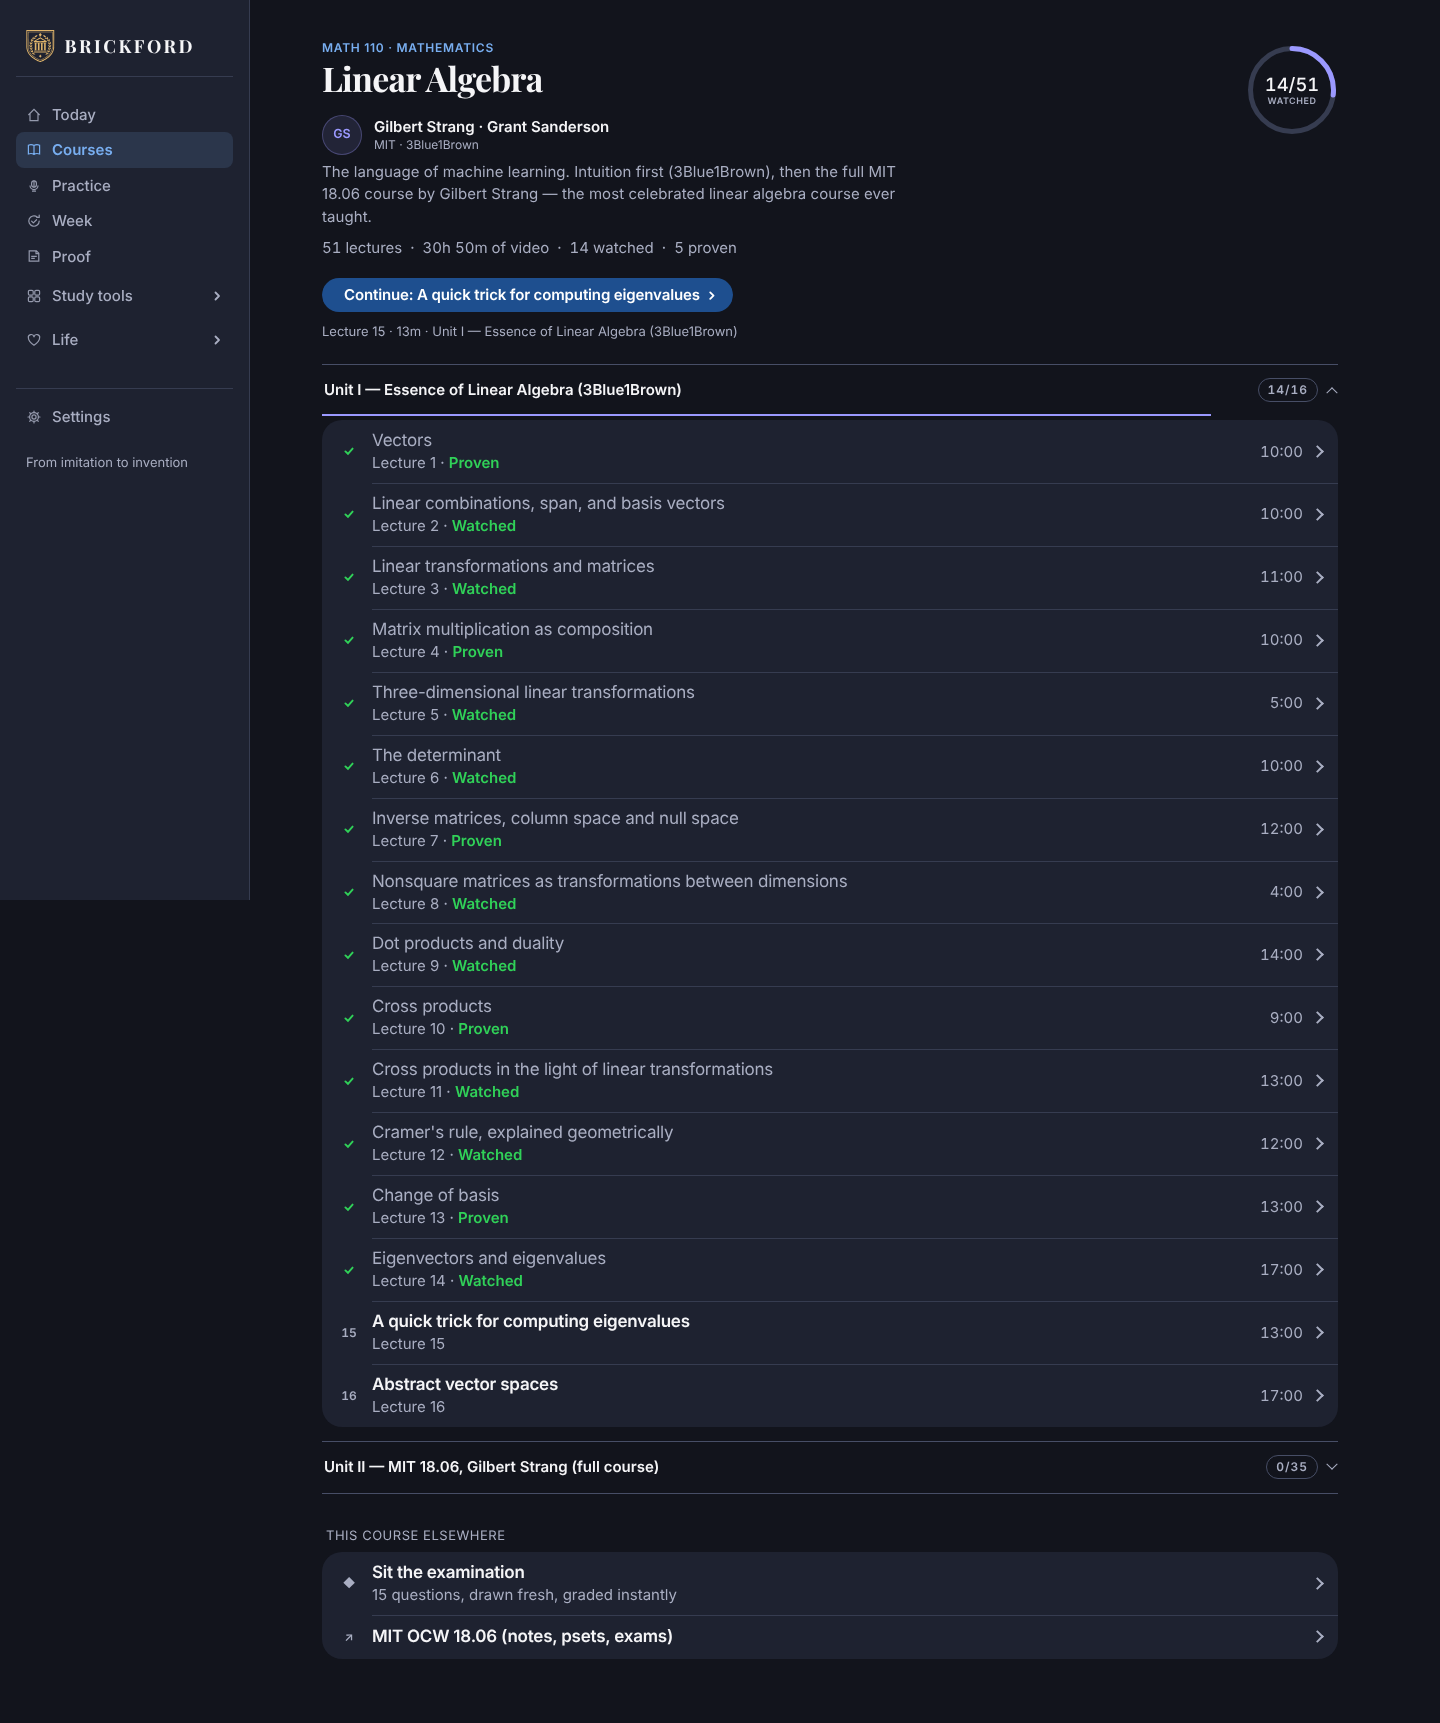 BRICKFORD
Today
Courses
Practice
Week
Proof
Study tools
Life
Settings
From imitation to invention
MATH 110 · MATHEMATICS
Linear Algebra
14/51
WATCHED
GS
Gilbert Strang · Grant Sanderson
MIT · 3Blue1Brown
The language of machine learning. Intuition first (3Blue1Brown), then the full MIT
18.06 course by Gilbert Strang — the most celebrated linear algebra course ever
taught.
51 lectures · 30h 50m of video · 14 watched · 5 proven
Continue: A quick trick for computing eigenvalues
Lecture 15 · 13m · Unit I — Essence of Linear Algebra (3Blue1Brown)
Unit I — Essence of Linear Algebra (3Blue1Brown) 14/16
Vectors
Lecture 1 · Proven 10:00
Linear combinations, span, and basis vectors
Lecture 2 · Watched 10:00
Linear transformations and matrices
Lecture 3 · Watched 11:00
Matrix multiplication as composition
Lecture 4 · Proven 10:00
Three-dimensional linear transformations
Lecture 5 · Watched 5:00
The determinant
Lecture 6 · Watched 10:00
Inverse matrices, column space and null space
Lecture 7 · Proven 12:00
Nonsquare matrices as transformations between dimensions
Lecture 8 · Watched 4:00
Dot products and duality
Lecture 9 · Watched 14:00
Cross products
Lecture 10 · Proven 9:00
Cross products in the light of linear transformations
Lecture 11 · Watched 13:00
Cramer's rule, explained geometrically
Lecture 12 · Watched 12:00
Change of basis
Lecture 13 · Proven 13:00
Eigenvectors and eigenvalues
Lecture 14 · Watched 17:00
15 A quick trick for computing eigenvalues
Lecture 15 13:00
16 Abstract vector spaces
Lecture 16 17:00
Unit II — MIT 18.06, Gilbert Strang (full course) 0/35
THIS COURSE ELSEWHERE
Sit the examination
15 questions, drawn fresh, graded instantly
MIT OCW 18.06 (notes, psets, exams)